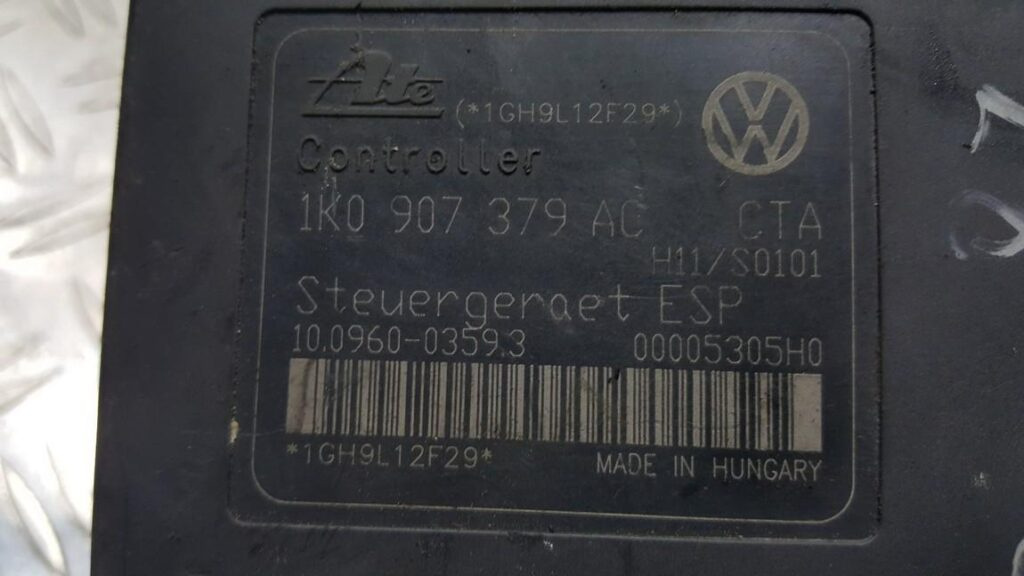 Ate (*1GH9L12F29*)
Controller
1K0 907 379 AC CTA
H11/S0101
Steuergeraet ESP
10.0960-0359.3 00005305H0
*1GH9L12F29* MADE IN HUNGARY